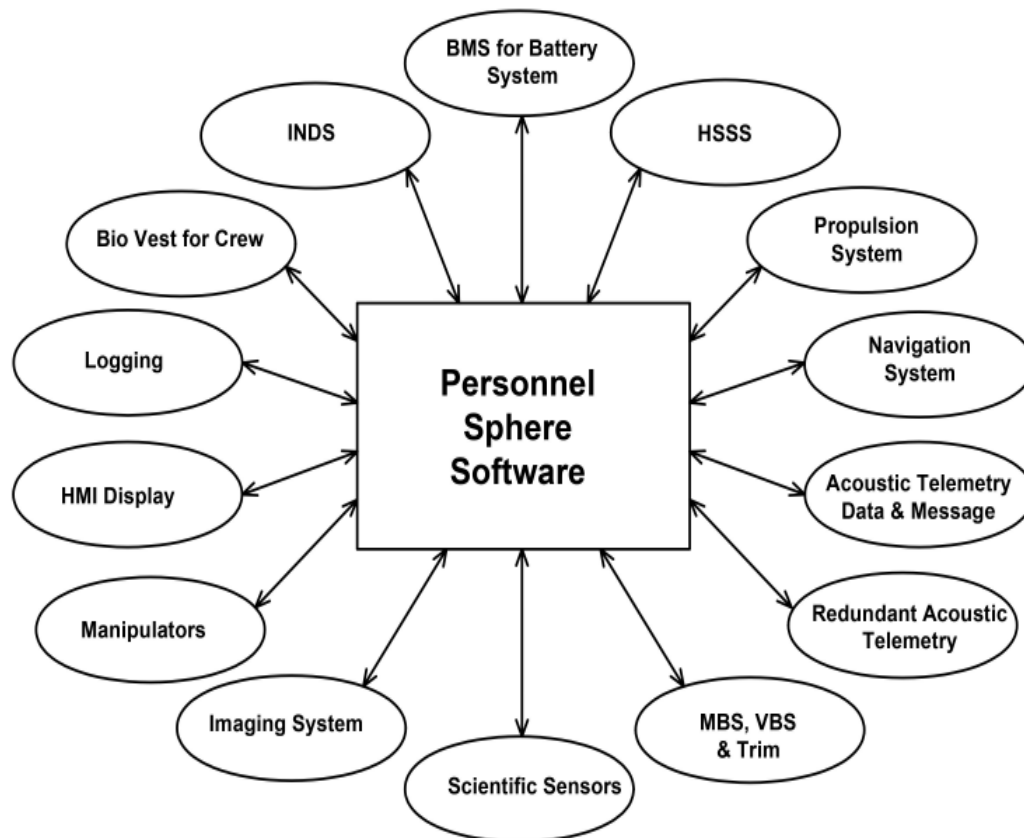 BMS for Battery
System
INDS
HSSS
Bio Vest for Crew
Propulsion
System
Logging
Navigation
System
Personnel
Sphere
Software
HMI Display
Acoustic Telemetry
Data & Message
Manipulators
Redundant Acoustic
Telemetry
Imaging System
MBS, VBS
& Trim
Scientific Sensors